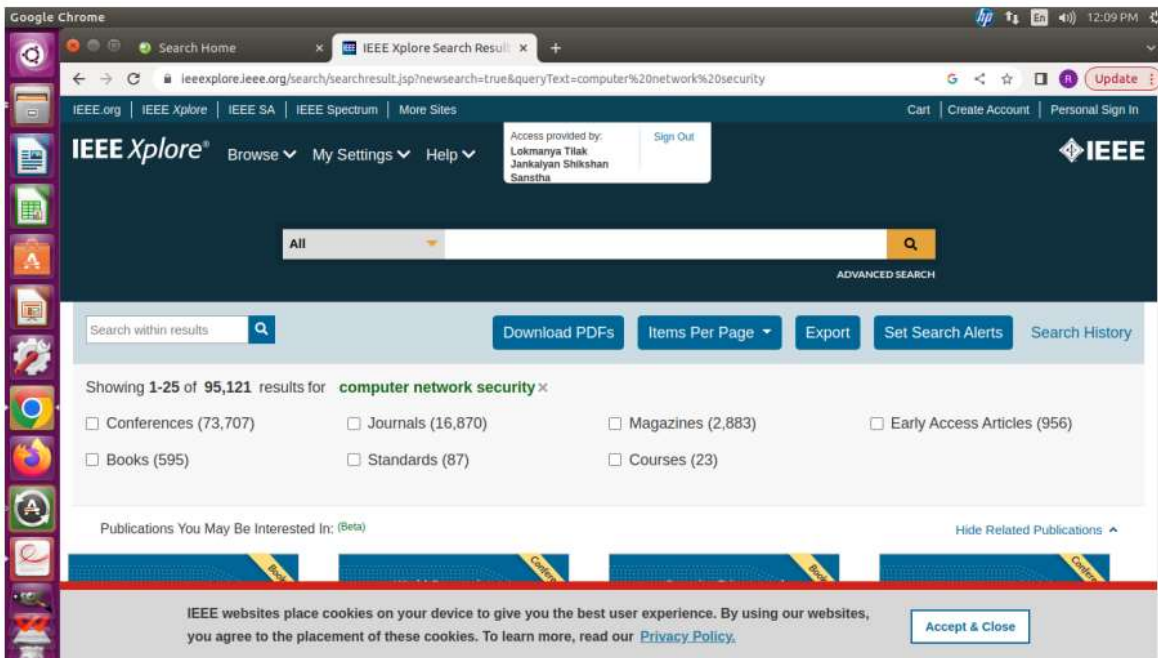 Google Chrome
hp En 12:09 PM
Search Home × IEEE Xplore Search Resul × +
ieeexplore.ieee.org/search/searchresult.jsp?newsearch=true&queryText=computer%20network%20security G R Update
IEEE.org | IEEE Xplore | IEEE SA | IEEE Spectrum | More Sites Cart | Create Account | Personal Sign In
IEEE Xplore® Browse My Settings Help
Access provided by: Sign Out
Lokmanya Tilak
Jankalyan Shikshan
Sanstha
IEEE
All
ADVANCED SEARCH
Search within results Download PDFs Items Per Page Export Set Search Alerts Search History
Showing 1-25 of 95,121 results for computer network security ×
Conferences (73,707) Journals (16,870) Magazines (2,883) Early Access Articles (956)
Books (595) Standards (87) Courses (23)
Publications You May Be Interested In: (Beta) Hide Related Publications
IEEE websites place cookies on your device to give you the best user experience. By using our websites,
you agree to the placement of these cookies. To learn more, read our Privacy Policy.
Accept & Close